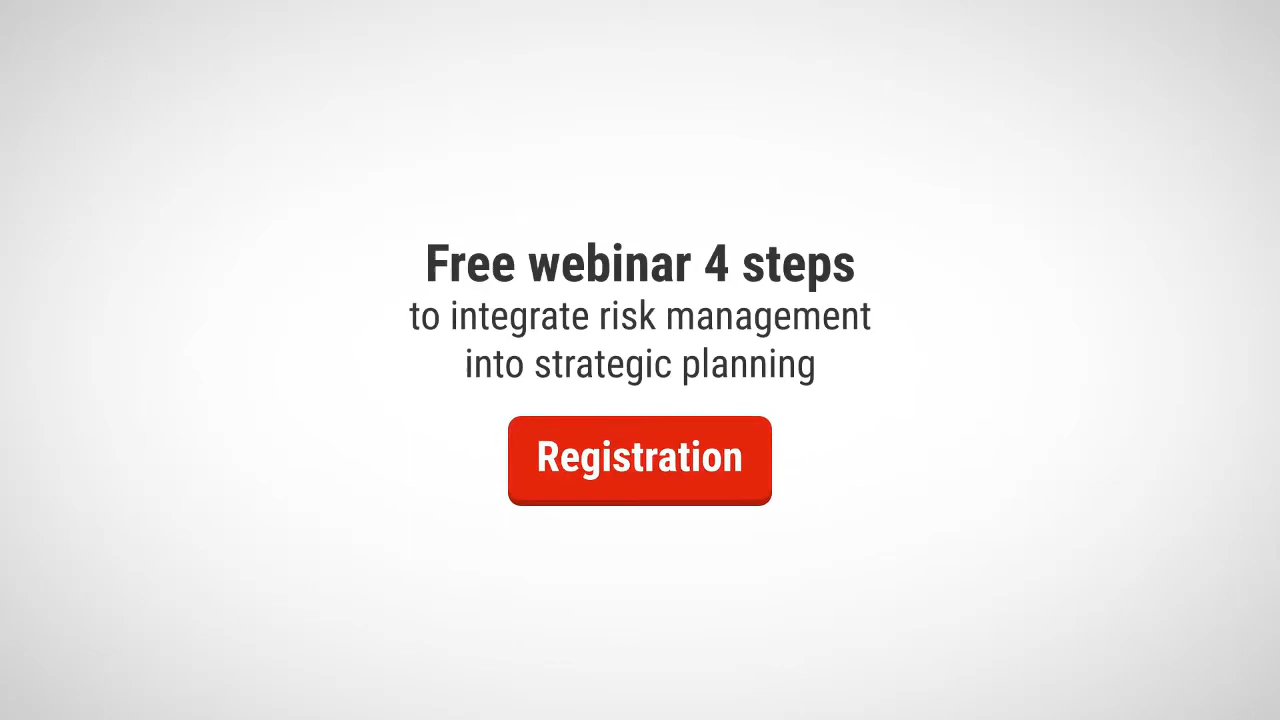 Free webinar 4 steps
to integrate risk management
into strategic planning
Registration